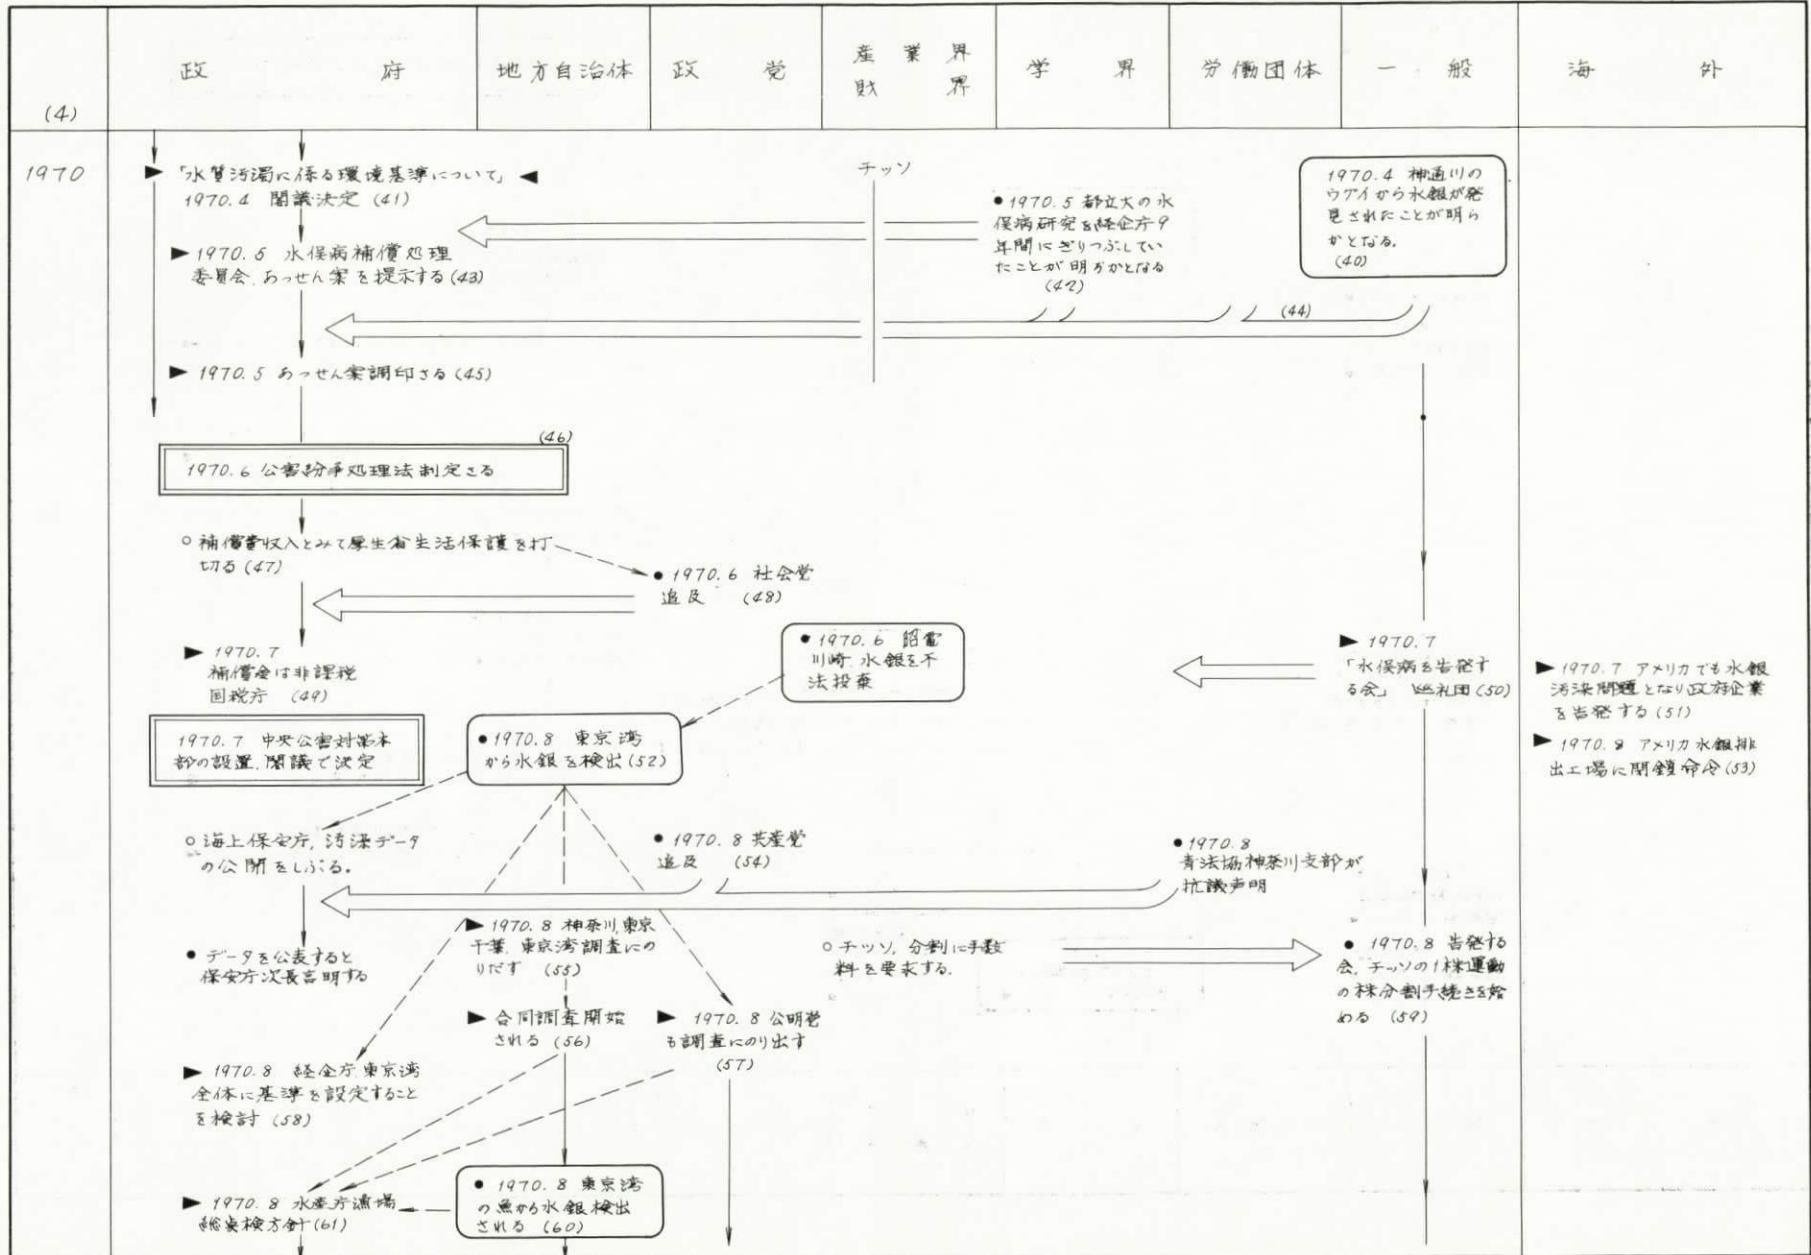 (4)
政府
地方自治体
政党
産業界
財界
学界
労働団体
一般
海外
1970
▶「水質汚濁に係る環境基準について」◀
1970.4 閣議決定 (41)
▶ 1970.5 水俣病補償処理
委員会、あっせん案を提示する (43)
チッソ
● 1970.5 都立大の水
俣病研究を経企庁9
年間にぎりつぶしてい
たことが明らかとなる
(42)
1970.4 神通川の
ウグイから水銀が発
見されたことが明ら
かとなる。
(40)
(44)
▶ 1970.5 あっせん案調印さる (45)
(46)
1970.6 公害紛争処理法制定さる
○ 補償費収入とみて厚生省生活保護を打
切る (47)
● 1970.6 社会党
追及 (48)
▶ 1970.7
補償金は非課税
国税庁 (49)
● 1970.6 昭電
川崎、水銀を不
法投棄
▶ 1970.7
「水俣病を告発す
る会」巡礼団 (50)
▶ 1970.7 アメリカでも水銀
汚染問題となり政府企業
を告発する (51)
1970.7 中央公害対策本
部の設置、閣議で決定
● 1970.8 東京湾
から水銀を検出 (52)
▶ 1970.8 アメリカ水銀排
出工場に閉鎖命令 (53)
○ 海上保安庁、汚染データ
の公開をしぶる。
● 1970.8 共産党
追及 (54)
● 1970.8
青法協神奈川支部が
抗議声明
● データを公表すると
保安庁次長言明する
▶ 1970.8 神奈川、東京
千葉、東京湾調査にの
りだす (55)
○ チッソ、分割に手数
料を要求する。
● 1970.8 告発する
会、チッソの1株運動
の株分割手続きを始
める (59)
▶ 合同調査開始
される (56)
▶ 1970.8 公明党
も調査にのり出す
(57)
▶ 1970.8 経企庁東京湾
全体に基準を設定すること
を検討 (58)
▶ 1970.8 水産庁漁場
総点検方針 (61)
● 1970.8 東京湾
の魚から水銀検出
される (60)